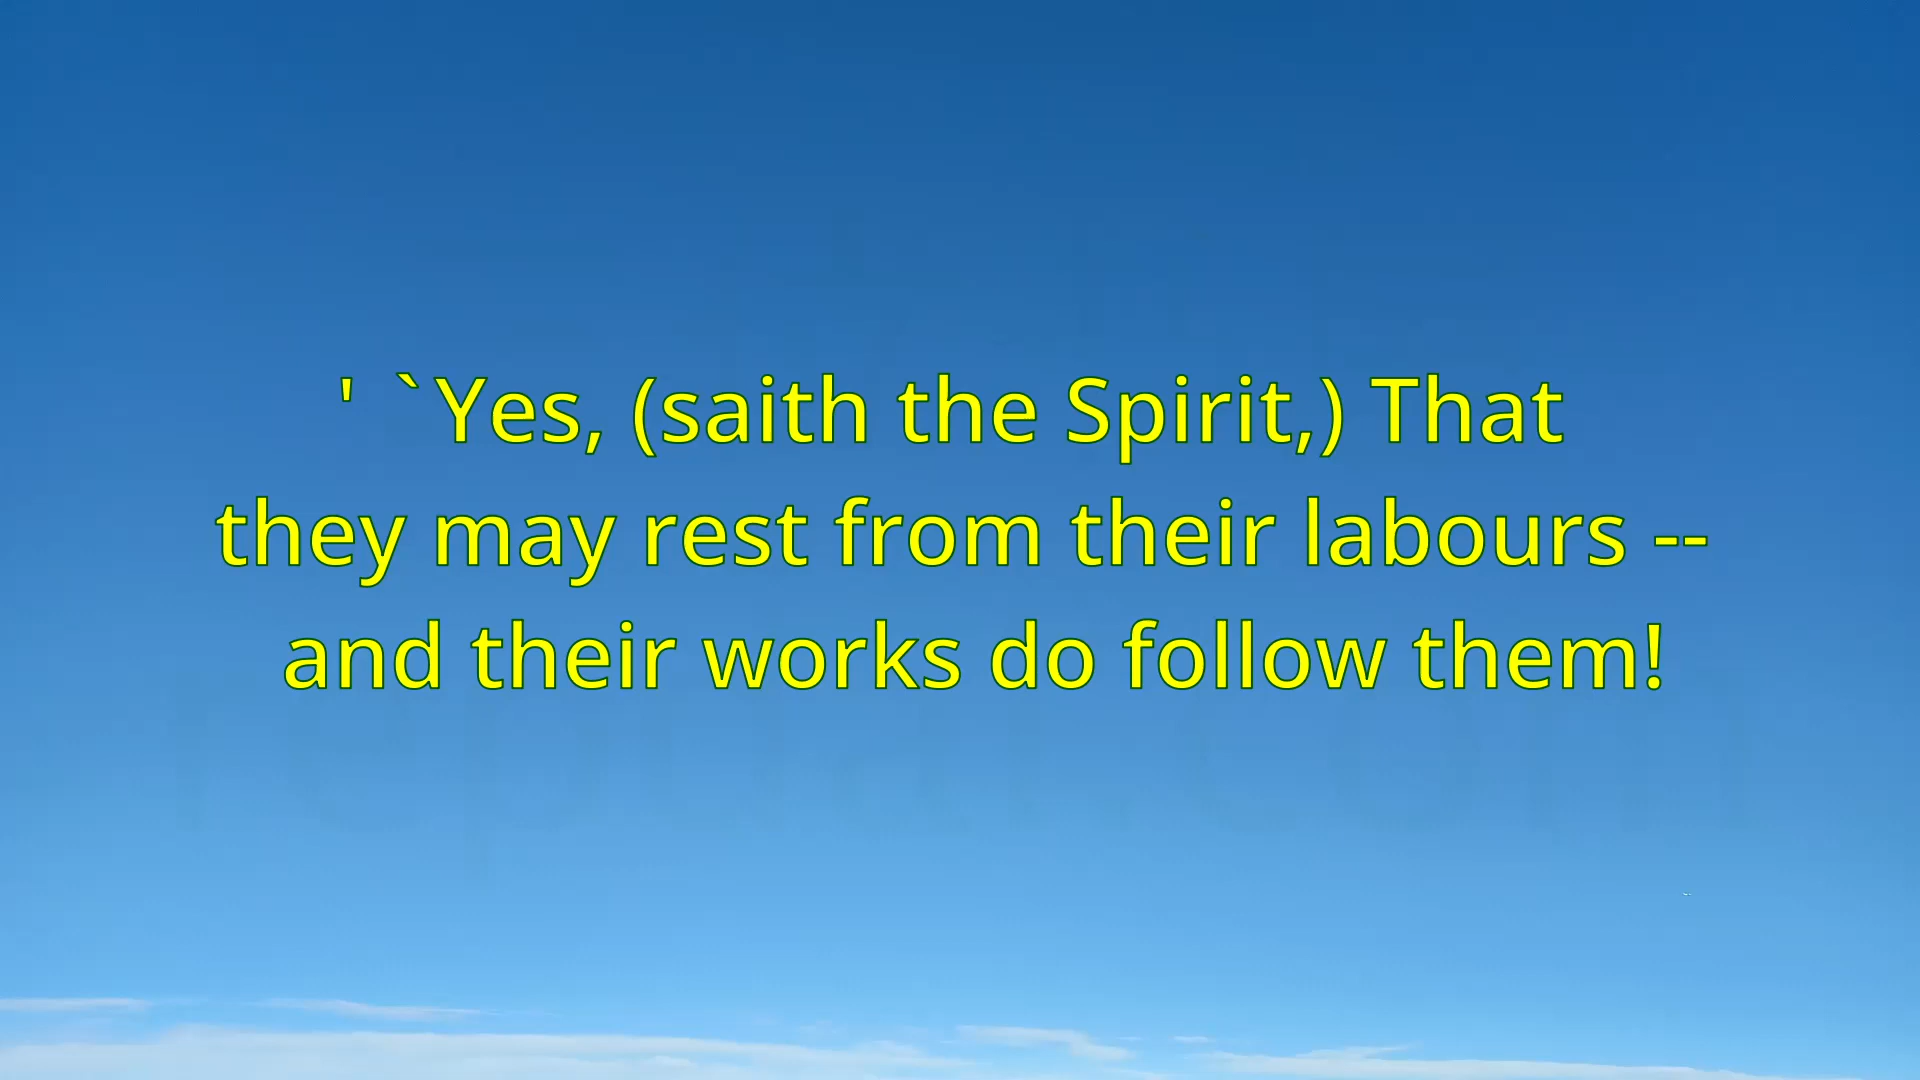 ' `Yes, (saith the Spirit,) That
they may rest from their labours --
and their works do follow them!